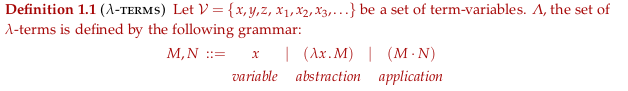 Definition 1.1 (λ-TERMS) Let 𝒱 = {x, y, z, x₁, x₂, x₃, . . .} be a set of term-variables. Λ, the set of
λ-terms is defined by the following grammar:
M, N ::= x | (λx.M) | (M · N)
variable abstraction application